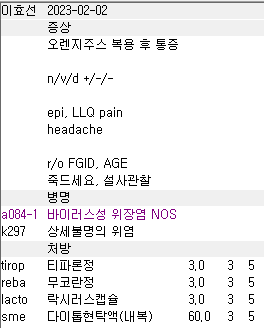 이효선 2023-02-02
증상
오렌지주스 복용 후 통증
n/v/d +/-/-
epi, LLQ pain
headache
r/o FGID, AGE
죽드세요, 설사관찰
병명
a084-1 바이러스성 위장염 NOS
k297 상세불명의 위염
처방
tirop 티파론정 3,0 3 5
reba 무코란정 3,0 3 5
lacto 락시러스캡슐 3,0 3 5
sme 다이톱현탁액(내복) 60,0 3 5